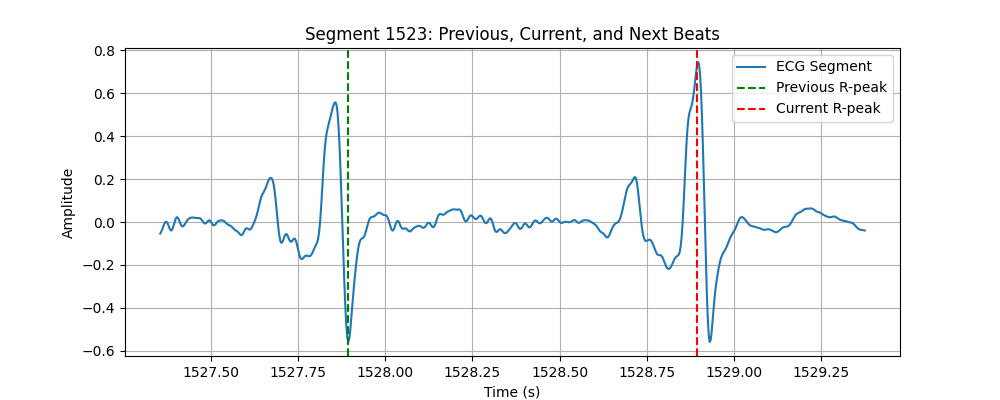 Segment 1523: Previous, Current, and Next Beats
ECG Segment
Previous R-peak
Current R-peak
Amplitude
0.8
0.6
0.4
0.2
0.0
−0.2
−0.4
−0.6
1527.50 1527.75 1528.00 1528.25 1528.50 1528.75 1529.00 1529.25
Time (s)